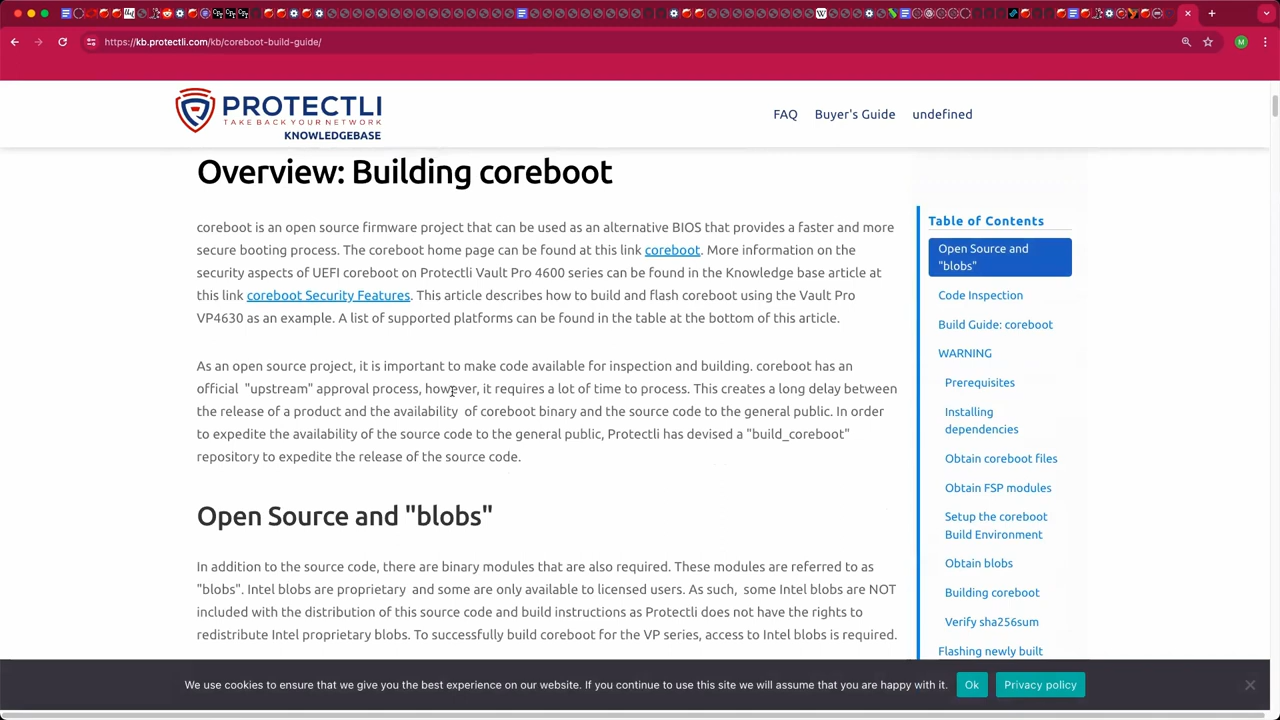 https://kb.protectli.com/kb/coreboot-build-guide/
M
PROTECTLI
TAKE BACK YOUR NETWORK
KNOWLEDGEBASE
FAQ Buyer's Guide undefined
Overview: Building coreboot
coreboot is an open source firmware project that can be used as an alternative BIOS that provides a faster and more
secure booting process. The coreboot home page can be found at this link coreboot. More information on the
security aspects of UEFI coreboot on Protectli Vault Pro 4600 series can be found in the Knowledge base article at
this link coreboot Security Features. This article describes how to build and flash coreboot using the Vault Pro
VP4630 as an example. A list of supported platforms can be found in the table at the bottom of this article.
As an open source project, it is important to make code available for inspection and building. coreboot has an
official "upstream" approval process, however, it requires a lot of time to process. This creates a long delay between
the release of a product and the availability of coreboot binary and the source code to the general public. In order
to expedite the availability of the source code to the general public, Protectli has devised a "build_coreboot"
repository to expedite the release of the source code.
Open Source and "blobs"
In addition to the source code, there are binary modules that are also required. These modules are referred to as
"blobs". Intel blobs are proprietary and some are only available to licensed users. As such, some Intel blobs are NOT
included with the distribution of this source code and build instructions as Protectli does not have the rights to
redistribute Intel proprietary blobs. To successfully build coreboot for the VP series, access to Intel blobs is required.
Table of Contents
Open Source and
"blobs"
Code Inspection
Build Guide: coreboot
WARNING
Prerequisites
Installing
dependencies
Obtain coreboot files
Obtain FSP modules
Setup the coreboot
Build Environment
Obtain blobs
Building coreboot
Verify sha256sum
Flashing newly built
We use cookies to ensure that we give you the best experience on our website. If you continue to use this site we will assume that you are happy with it. Ok Privacy policy